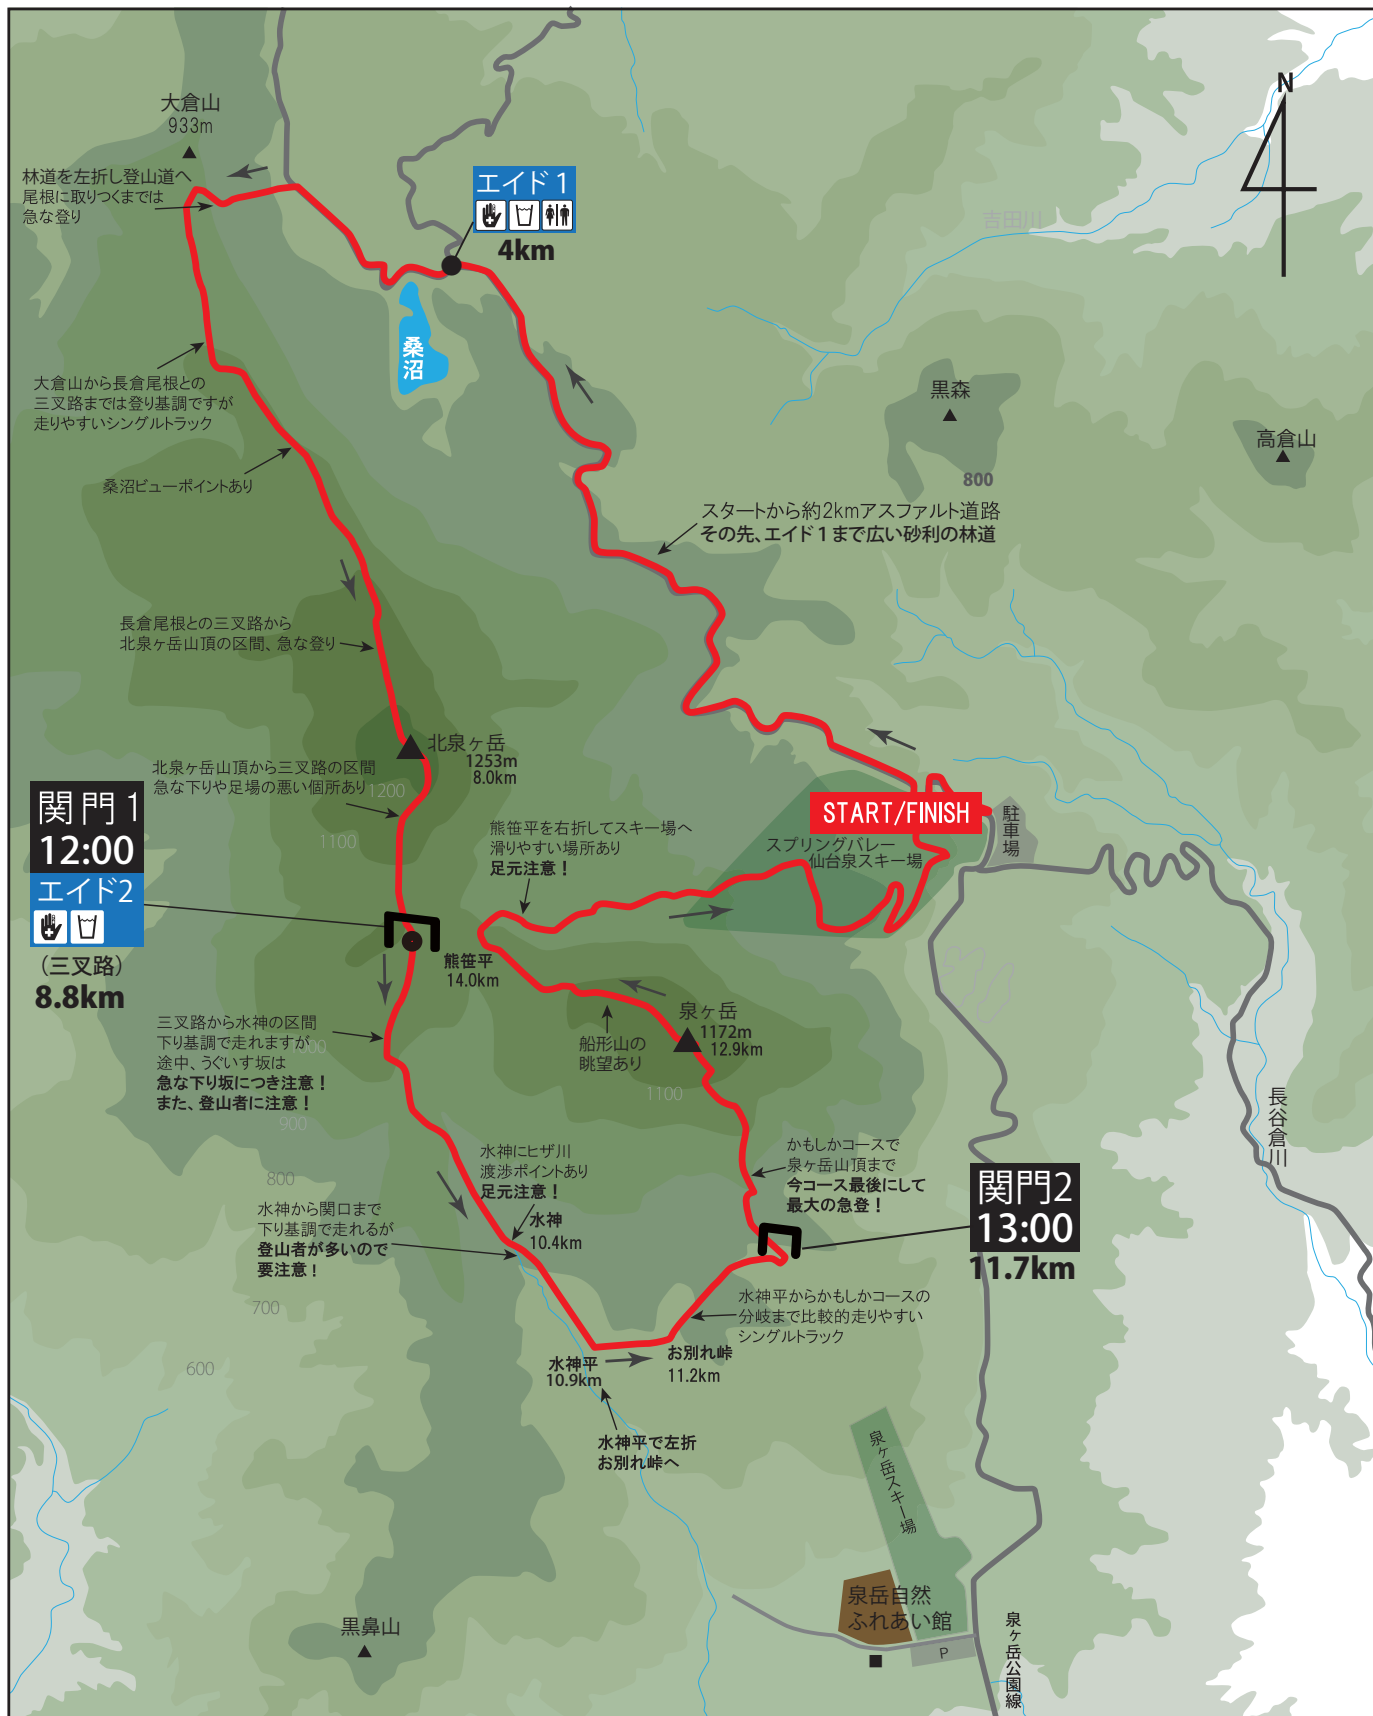 N
大倉山
933m
林道を左折し登山道へ
尾根に取りつくまでは
急な登り
エイド1
4km
吉田川
桑沼
大倉山から長倉尾根との
三叉路までは登り基調ですが
走りやすいシングルトラック
黒森
800
高倉山
桑沼ビューポイントあり
スタートから約2kmアスファルト道路
その先、エイド1まで広い砂利の林道
長倉尾根との三叉路から
北泉ヶ岳山頂の区間、急な登り
北泉ヶ岳
1253m
8.0km
北泉ヶ岳山頂から三叉路の区間
急な下りや足場の悪い個所あり
1200
1100
関門1
12:00
エイド2
(三叉路)
8.8km
START/FINISH
スプリングバレー
仙台泉スキー場
駐車場
熊笹平を右折してスキー場へ
滑りやすい場所あり
足元注意！
熊笹平
14.0km
泉ヶ岳
1172m
12.9km
船形山の
眺望あり
1100
三叉路から水神の区間
下り基調で走れますが
途中、うぐいす坂は
急な下り坂につき注意！
また、登山者に注意！
1000
900
800
700
600
水神にヒザ川
渡渉ポイントあり
足元注意！
水神
10.4km
水神から関口まで
下り基調で走れるが
登山者が多いので
要注意！
かもしかコースで
泉ヶ岳山頂まで
今コース最後にして
最大の急登！
関門2
13:00
11.7km
長谷倉川
水神平からかもしかコースの
分岐まで比較的走りやすい
シングルトラック
お別れ峠
11.2km
水神平
10.9km
水神平で左折
お別れ峠へ
泉ヶ岳スキー場
泉岳自然
ふれあい館
P
泉ヶ岳公園線
黒鼻山